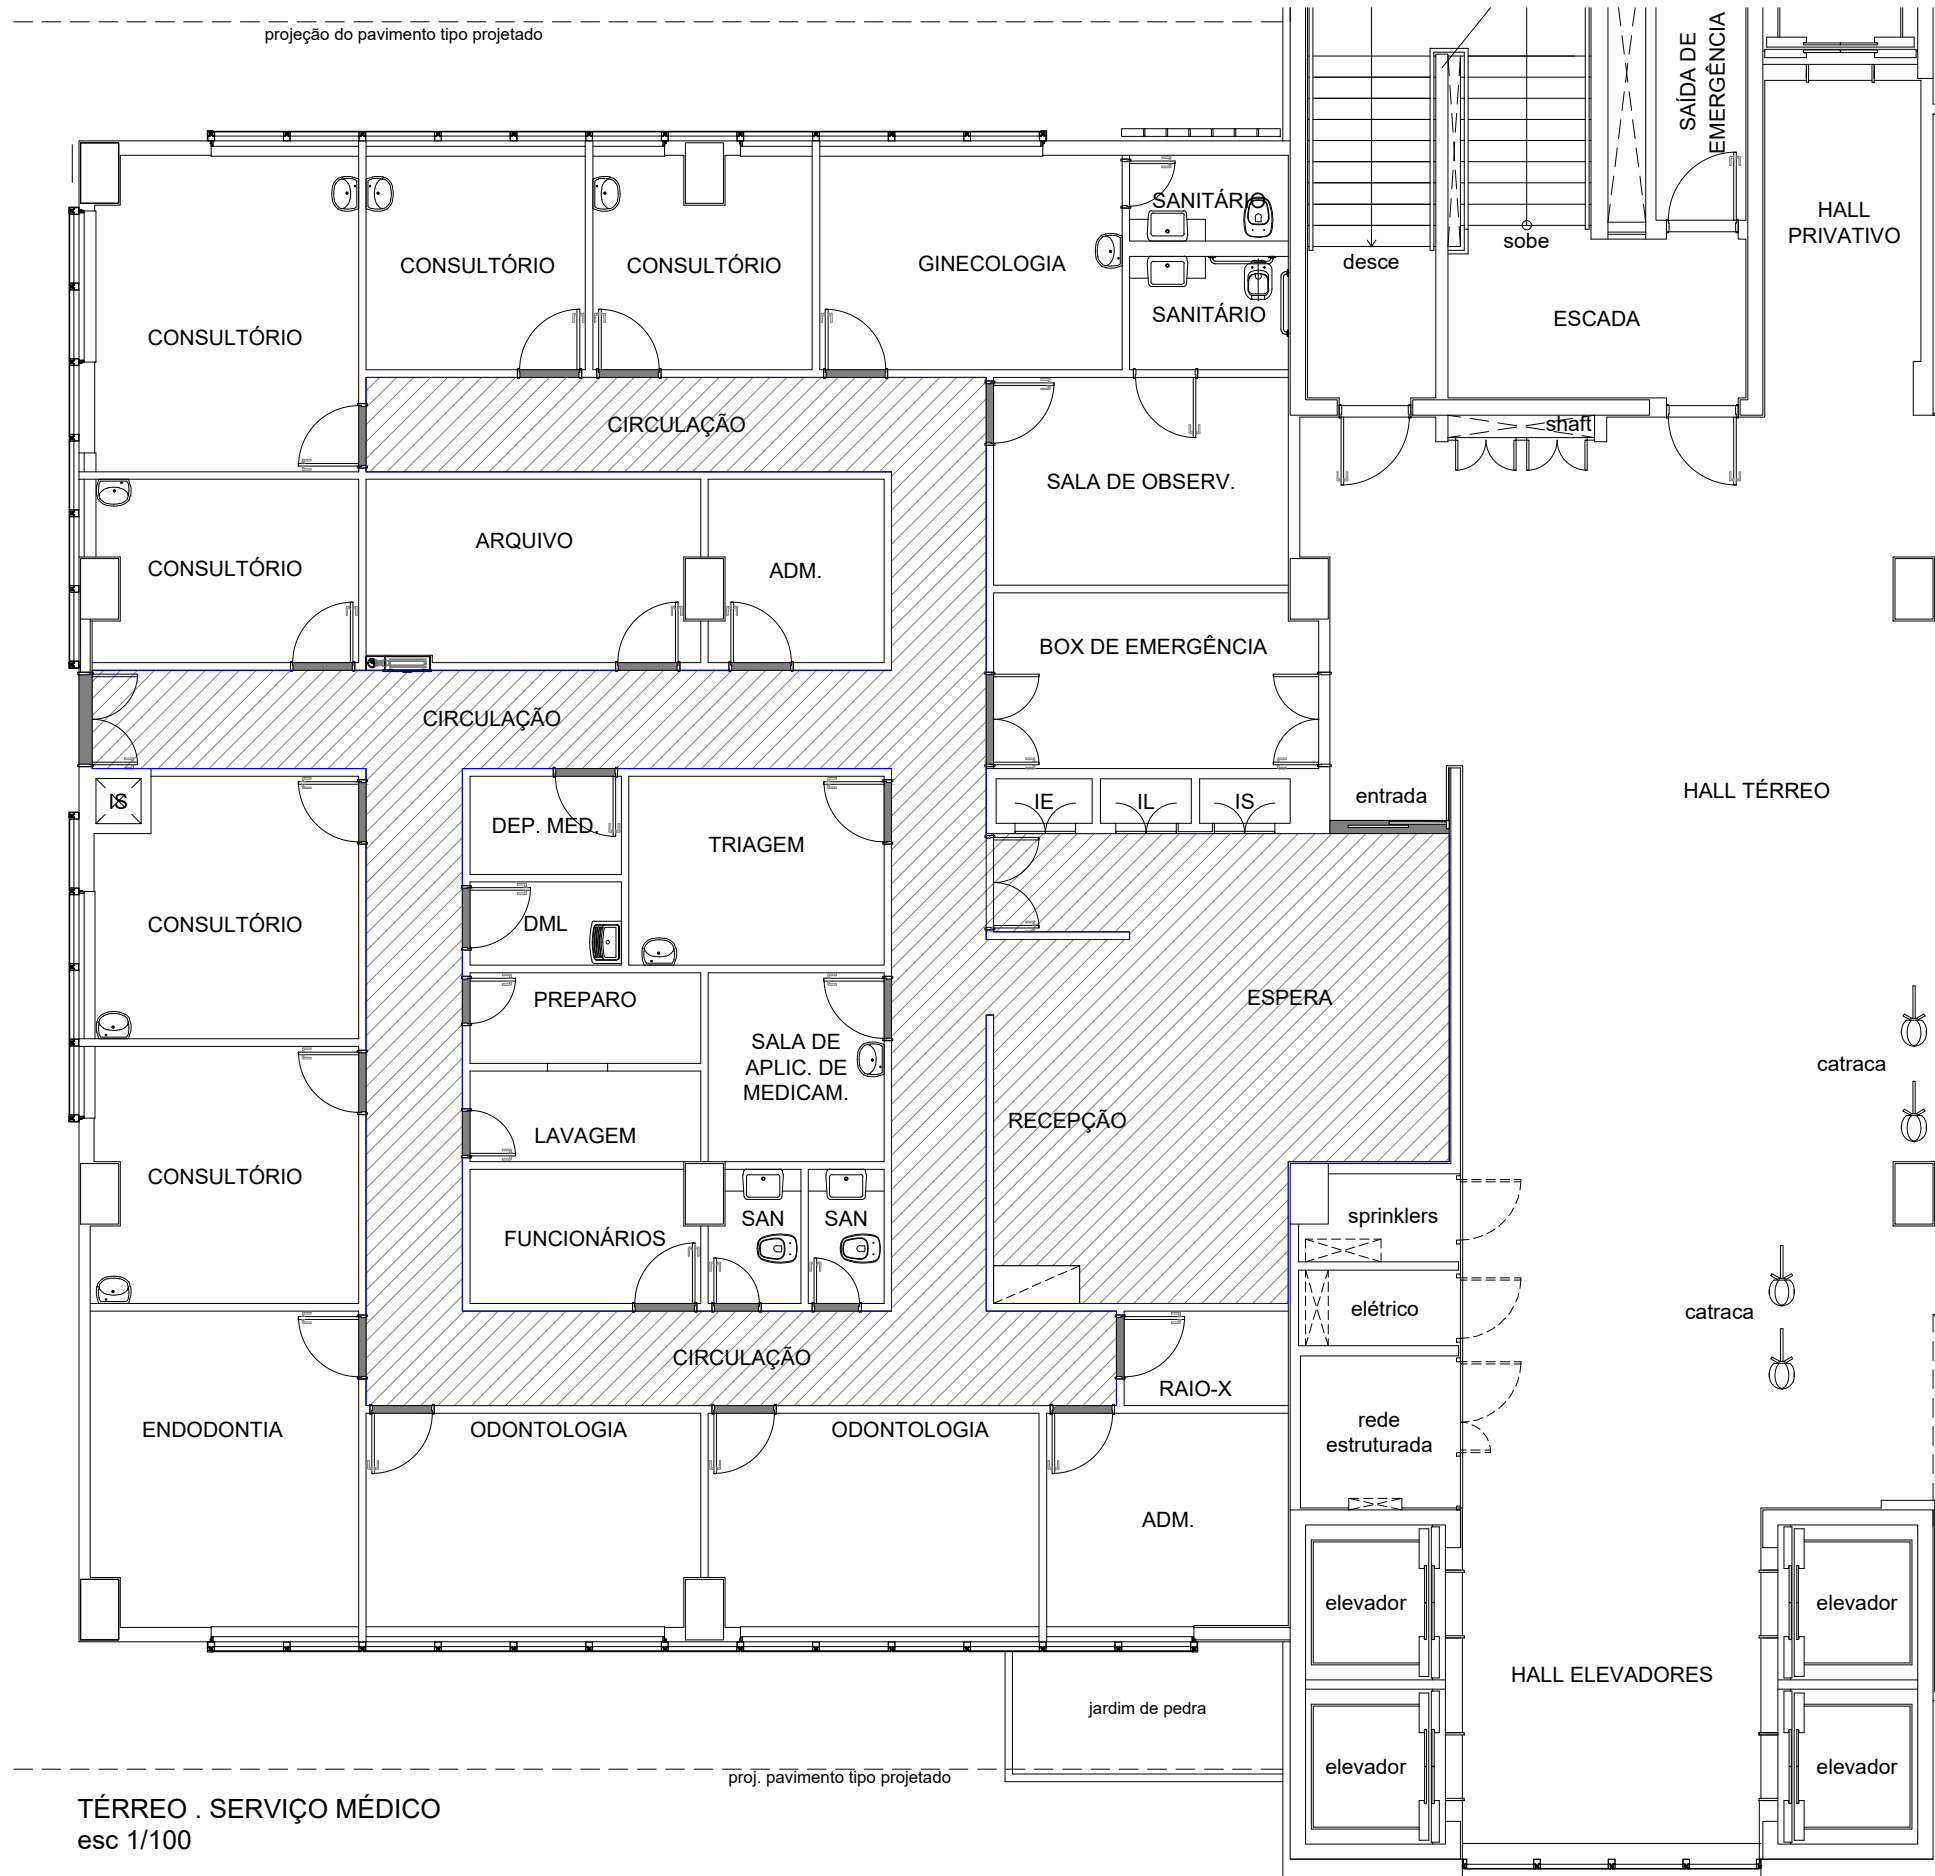 projeção do pavimento tipo projetado
SAÍDA DE
EMERGÊNCIA
SANITÁRIO
HALL
PRIVATIVO
sobe
desce
CONSULTÓRIO
CONSULTÓRIO
GINECOLOGIA
SANITÁRIO
ESCADA
CONSULTÓRIO
CIRCULAÇÃO
shaft
SALA DE OBSERV.
ARQUIVO
CONSULTÓRIO
ADM.
BOX DE EMERGÊNCIA
CIRCULAÇÃO
HALL TÉRREO
IS
IE
IL
IS
entrada
DEP. MED.
TRIAGEM
CONSULTÓRIO
DML
PREPARO
ESPERA
SALA DE
APLIC. DE
MEDICAM.
catraca
RECEPÇÃO
LAVAGEM
CONSULTÓRIO
FUNCIONÁRIOS
SAN
SAN
sprinklers
elétrico
catraca
CIRCULAÇÃO
RAIO-X
ENDODONTIA
ODONTOLOGIA
ODONTOLOGIA
rede
estruturada
ADM.
elevador
elevador
HALL ELEVADORES
jardim de pedra
elevador
elevador
proj. pavimento tipo projetado
TÉRREO . SERVIÇO MÉDICO
esc 1/100